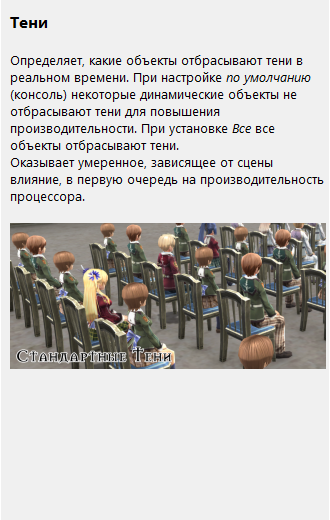 Тени
Определяет, какие объекты отбрасывают тени в
реальном времени. При настройке по умолчанию
(консоль) некоторые динамические объекты не
отбрасывают тени для повышения
производительности. При установке Все все
объекты отбрасывают тени.
Оказывает умеренное, зависящее от сцены
влияние, в первую очередь на производительность
процессора.
Стандартные Тени